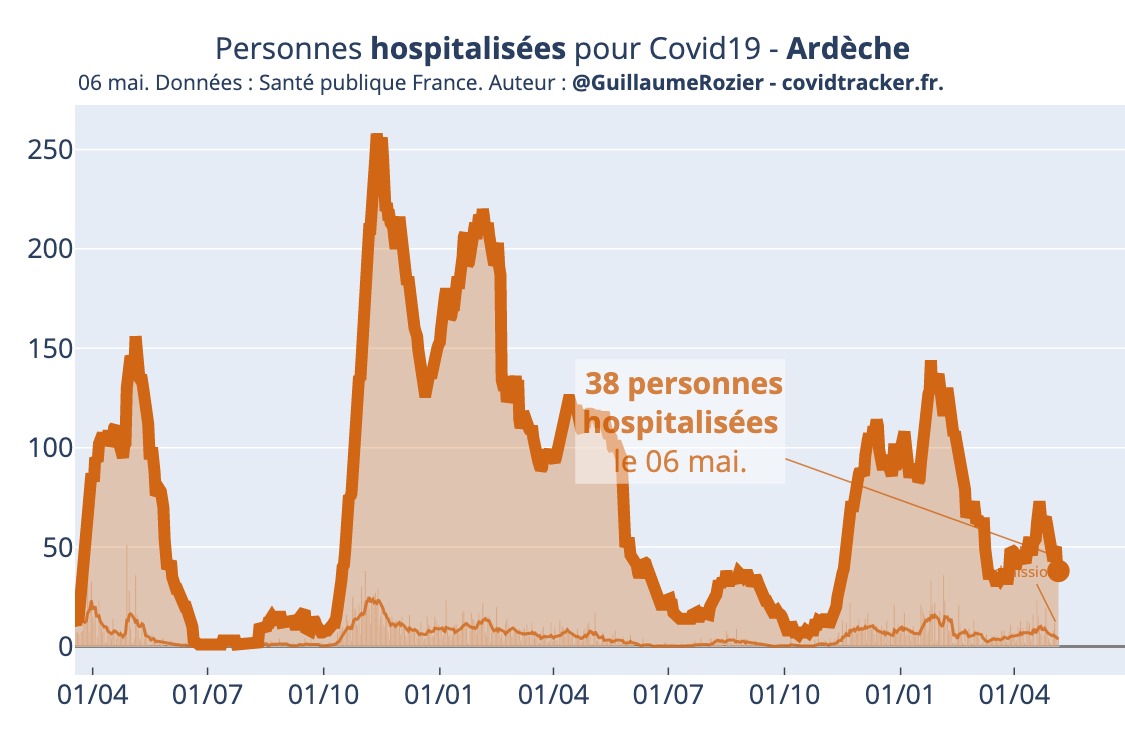 Personnes hospitalisées pour Covid19 - Ardèche
06 mai. Données : Santé publique France. Auteur : @GuillaumeRozier - covidtracker.fr.
250
200
150
38 personnes
hospitalisées
le 06 mai.
100
50
0
01/04 01/07 01/10 01/01 01/04 01/07 01/10 01/01 01/04